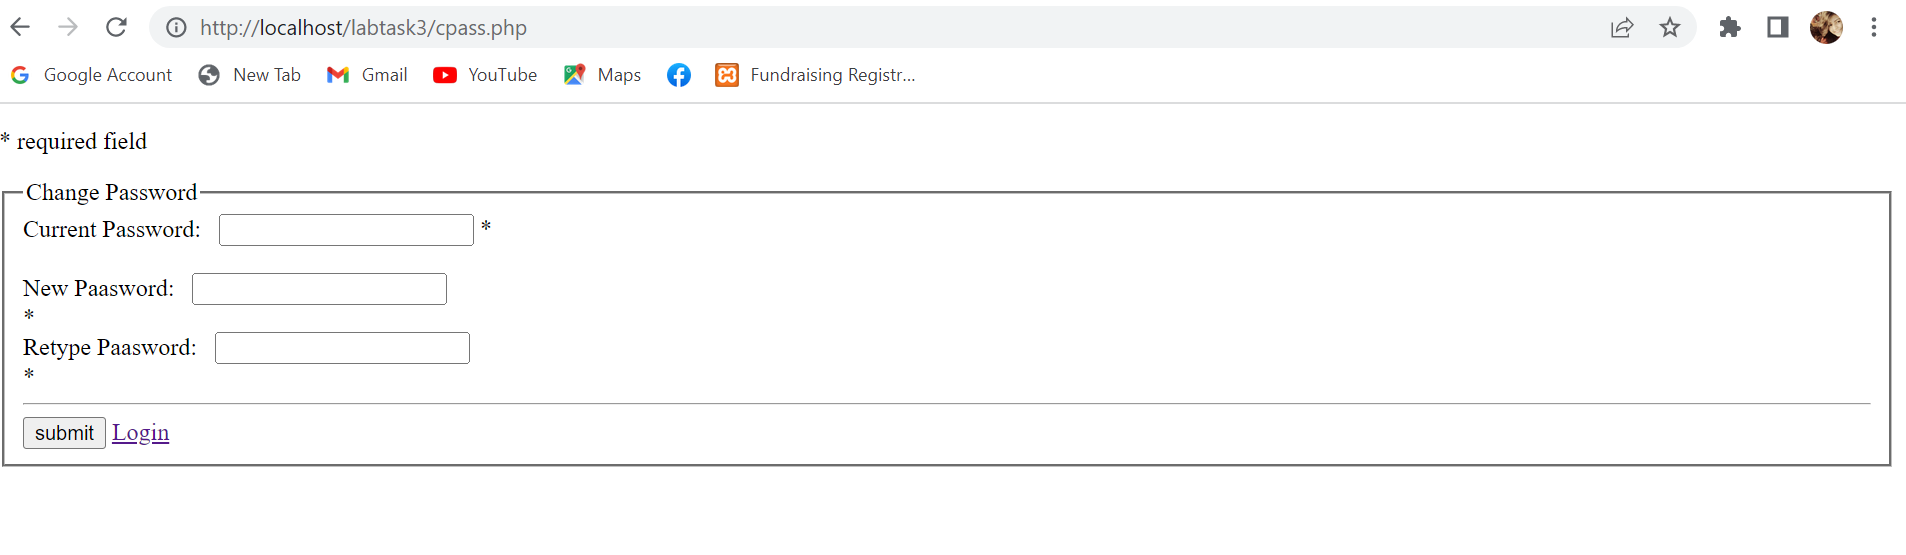 http://localhost/labtask3/cpass.php
Google Account New Tab Gmail YouTube Maps Fundraising Registr...
* required field
Change Password
Current Password: *
New Paasword:
*
Retype Paasword:
*
submit Login